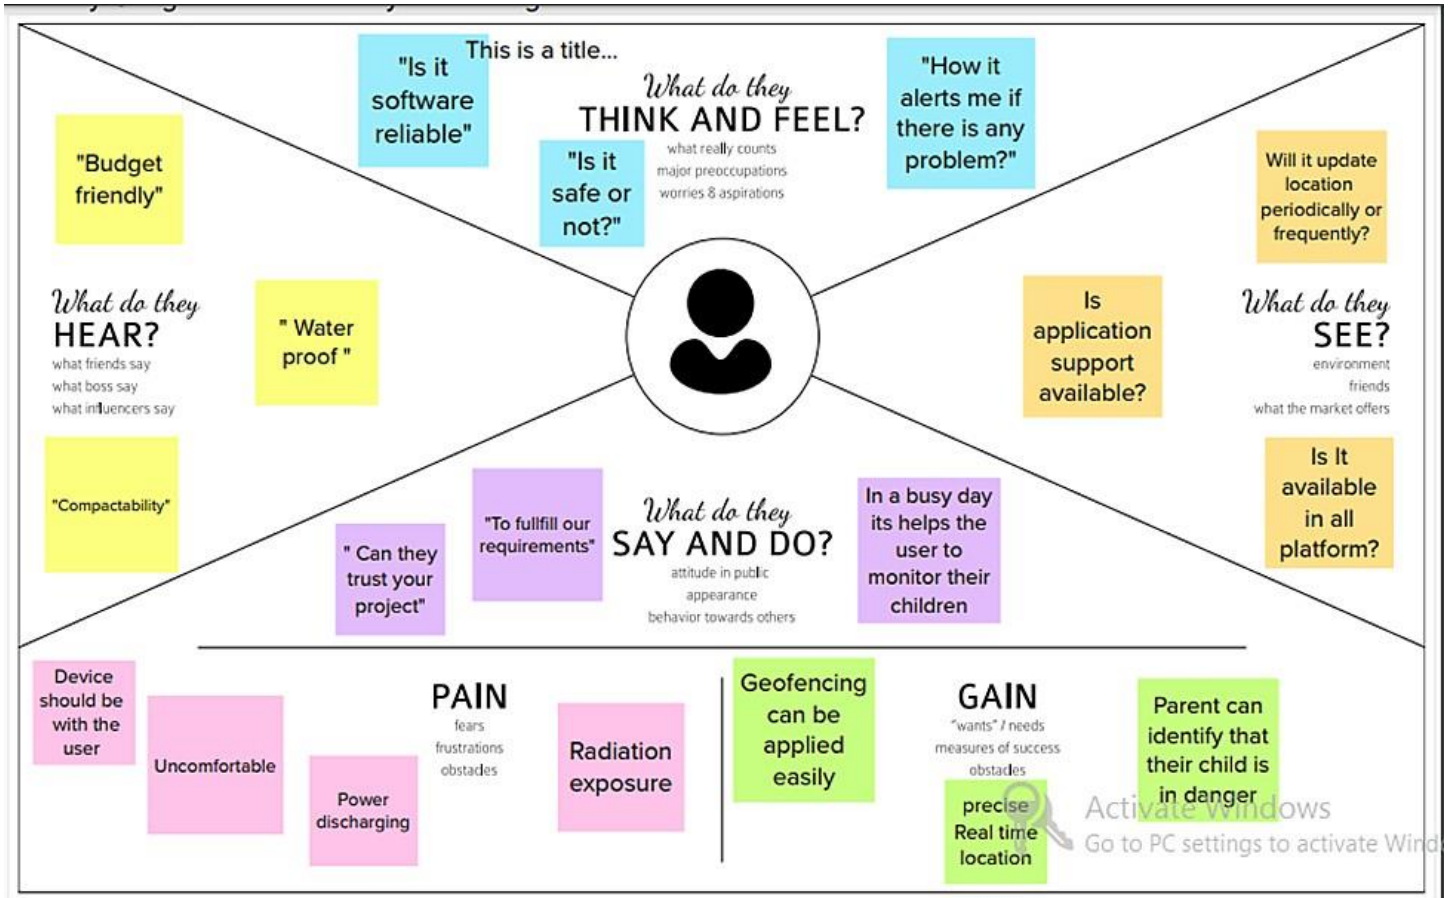 This is a title...
"Is it
software
reliable"
What do they
THINK AND FEEL?
what really counts
major preoccupations
worries & aspirations
"Is it
safe or
not?"
"How it
alerts me if
there is any
problem?"
"Budget
friendly"
What do they
HEAR?
what friends say
what boss say
what influencers say
" Water
proof "
"Compactability"
Will it update
location
periodically or
frequently?
Is
application
support
available?
What do they
SEE?
environment
friends
what the market offers
Is It
available
in all
platform?
" Can they
trust your
project"
"To fullfill our
requirements"
What do they
SAY AND DO?
attitude in public
appearance
behavior towards others
In a busy day
its helps the
user to
monitor their
children
Device
should be
with the
user
Uncomfortable
Power
discharging
PAIN
fears
frustrations
obstacles
Radiation
exposure
Geofencing
can be
applied
easily
GAIN
"wants" / needs
measures of success
obstacles
precise
Real time
location
Parent can
identify that
their child is
in danger
Activate Windows
Go to PC settings to activate Wind